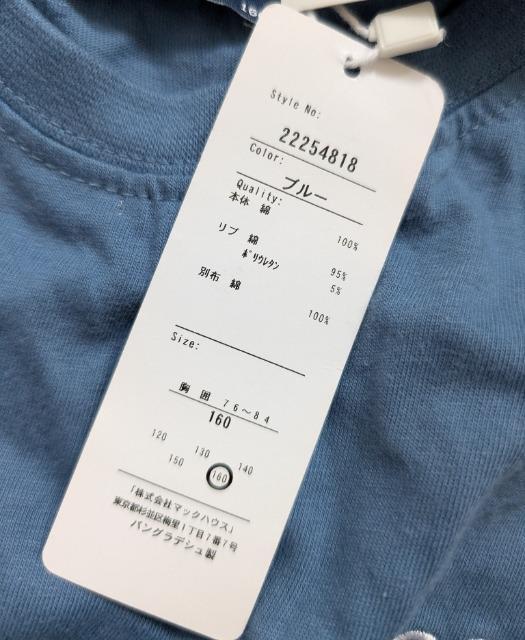 16
Style No:
22254818
Color:
ブルー
Quality:
本体 綿 100%
リブ 綿 95%
ﾎﾟﾘｳﾚﾀﾝ 5%
別布 綿 100%
Size:
胸 囲 76～84
160
120 130 140
150 160
「株式会社マックハウス」
東京都杉並区梅里1丁目7番7号
バングラデシュ製